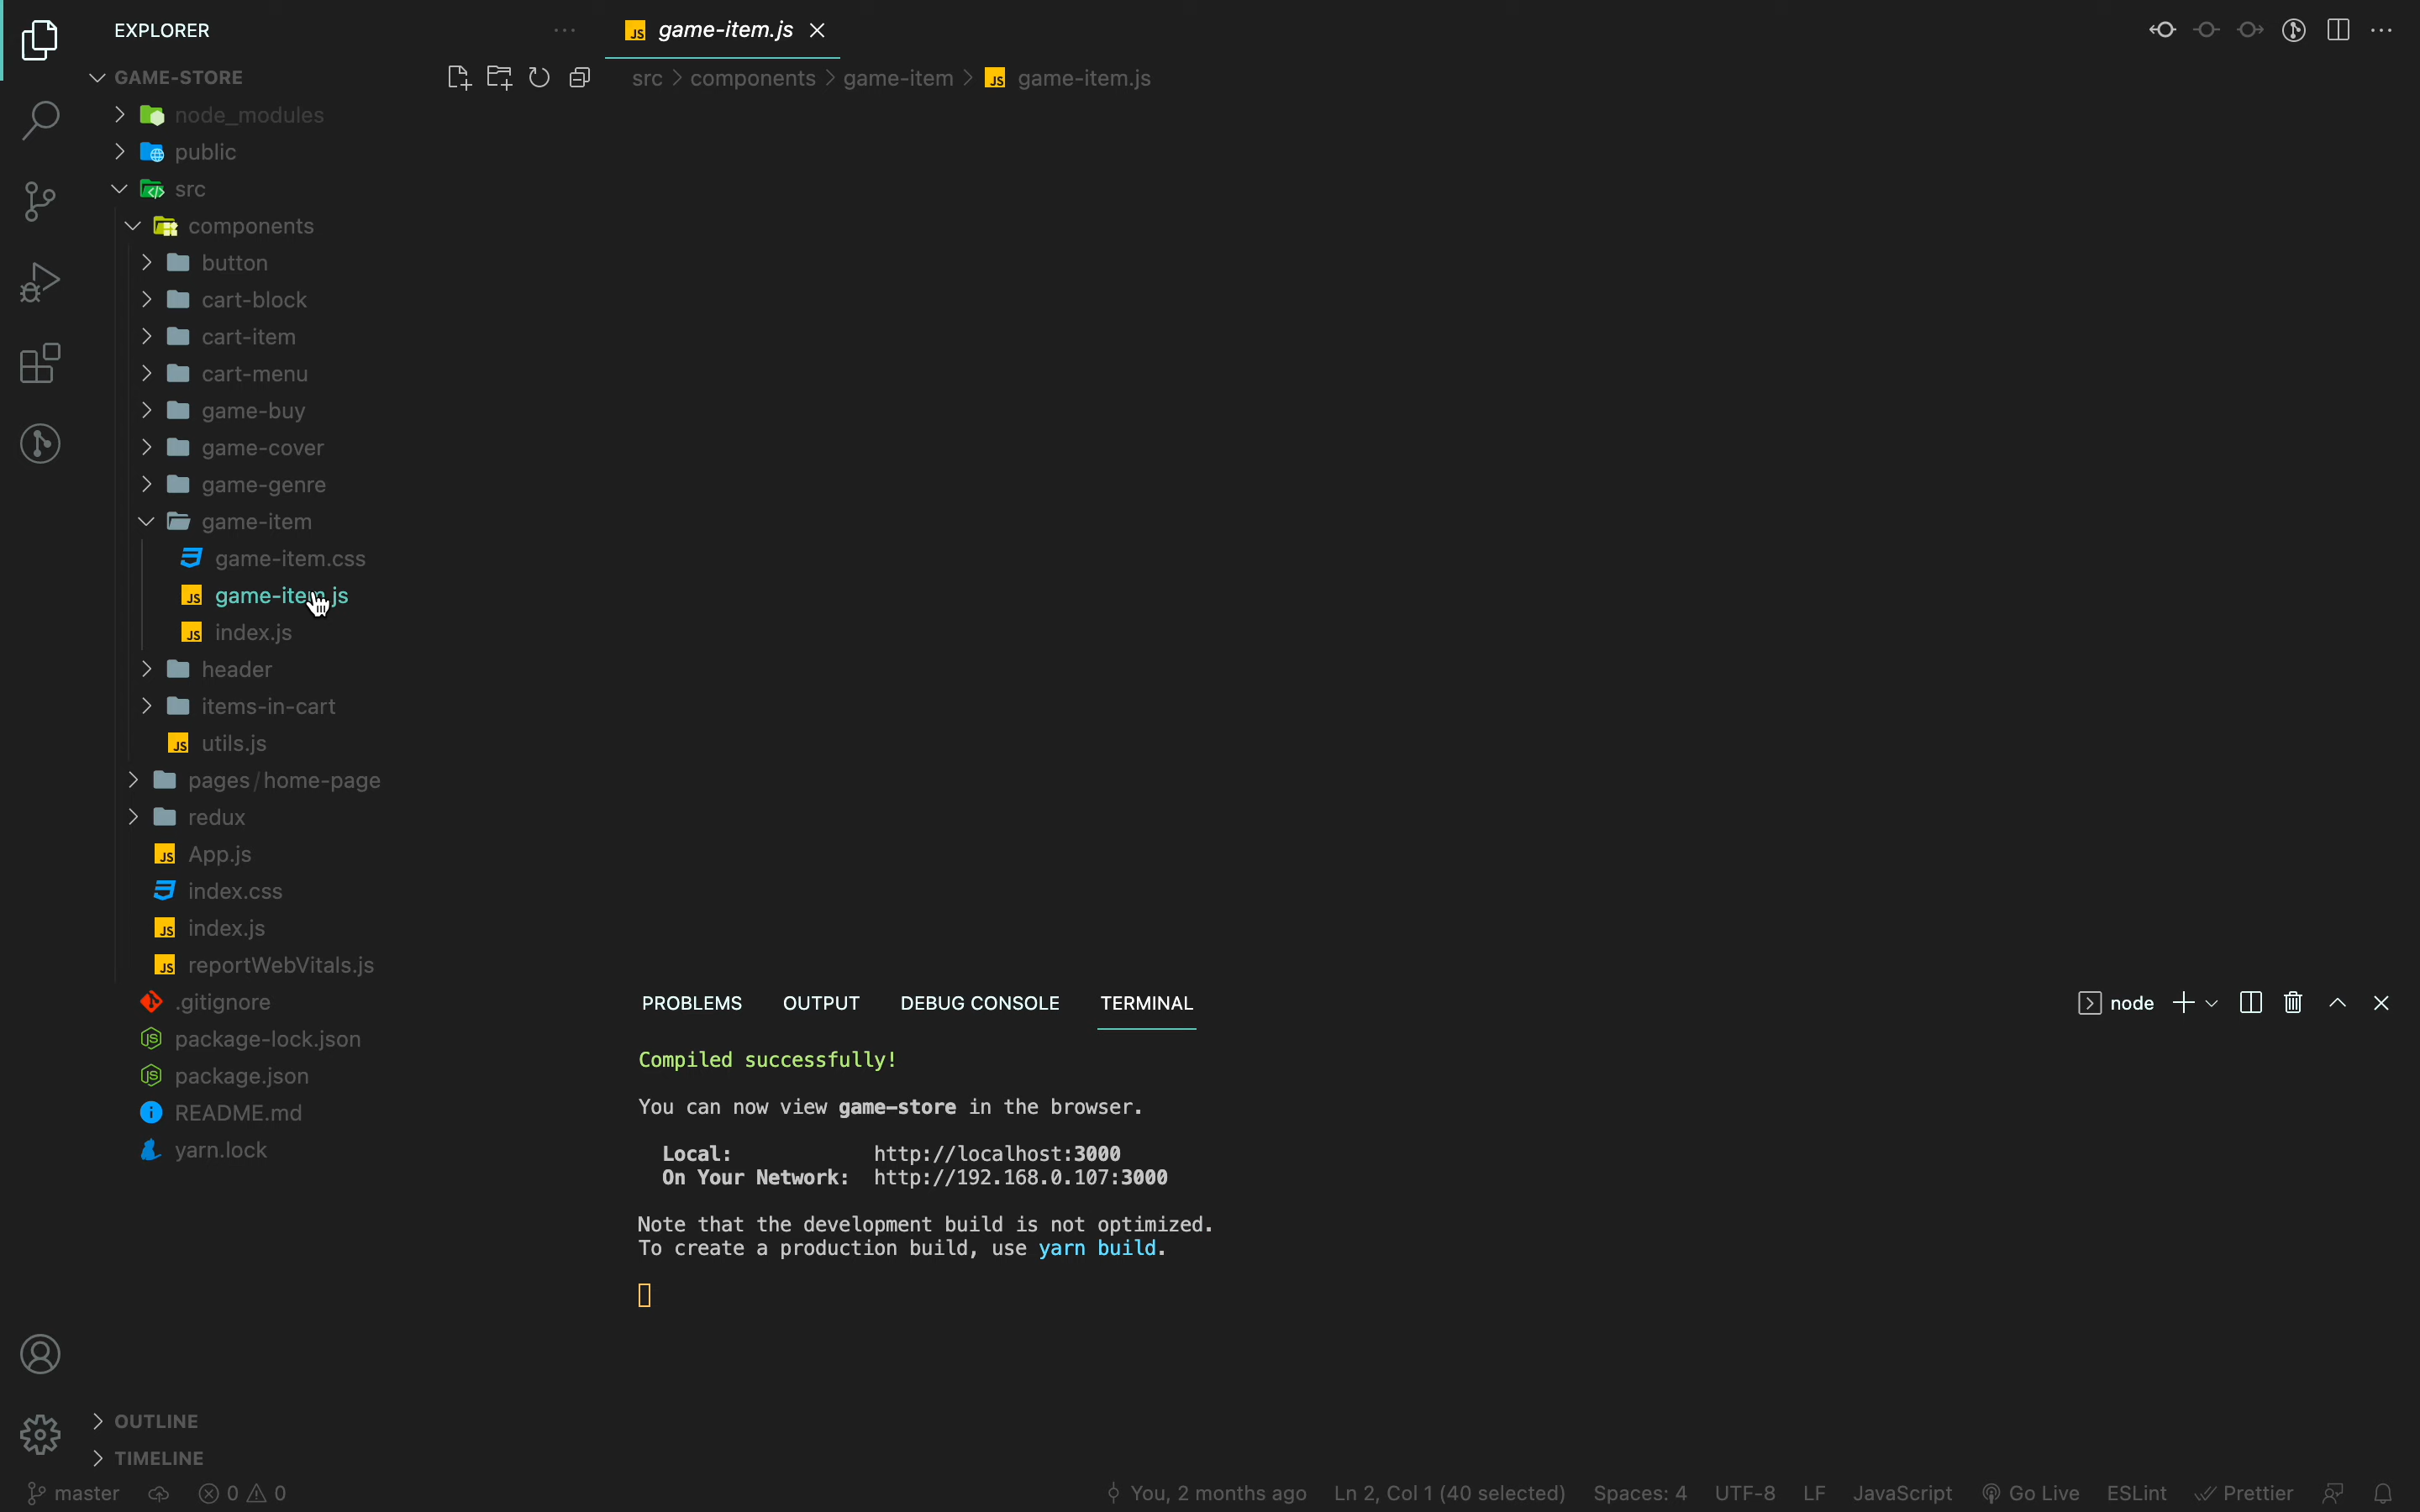 EXPLORER
game-item.js
GAME-STORE
src > components > game-item > game-item.js
node_modules
public
src
components
button
cart-block
cart-item
cart-menu
game-buy
game-cover
game-genre
game-item
game-item.css
game-item.js
index.js
header
items-in-cart
utils.js
pages / home-page
redux
App.js
index.css
index.js
reportWebVitals.js
.gitignore
package-lock.json
package.json
README.md
yarn.lock
PROBLEMS OUTPUT DEBUG CONSOLE TERMINAL
node
Compiled successfully!
You can now view game-store in the browser.
Local: http://localhost:3000
On Your Network: http://192.168.0.107:3000
Note that the development build is not optimized.
To create a production build, use yarn build.
OUTLINE
TIMELINE
master 0 0 You, 2 months ago Ln 2, Col 1 (40 selected) Spaces: 4 UTF-8 LF JavaScript Go Live ESLint Prettier